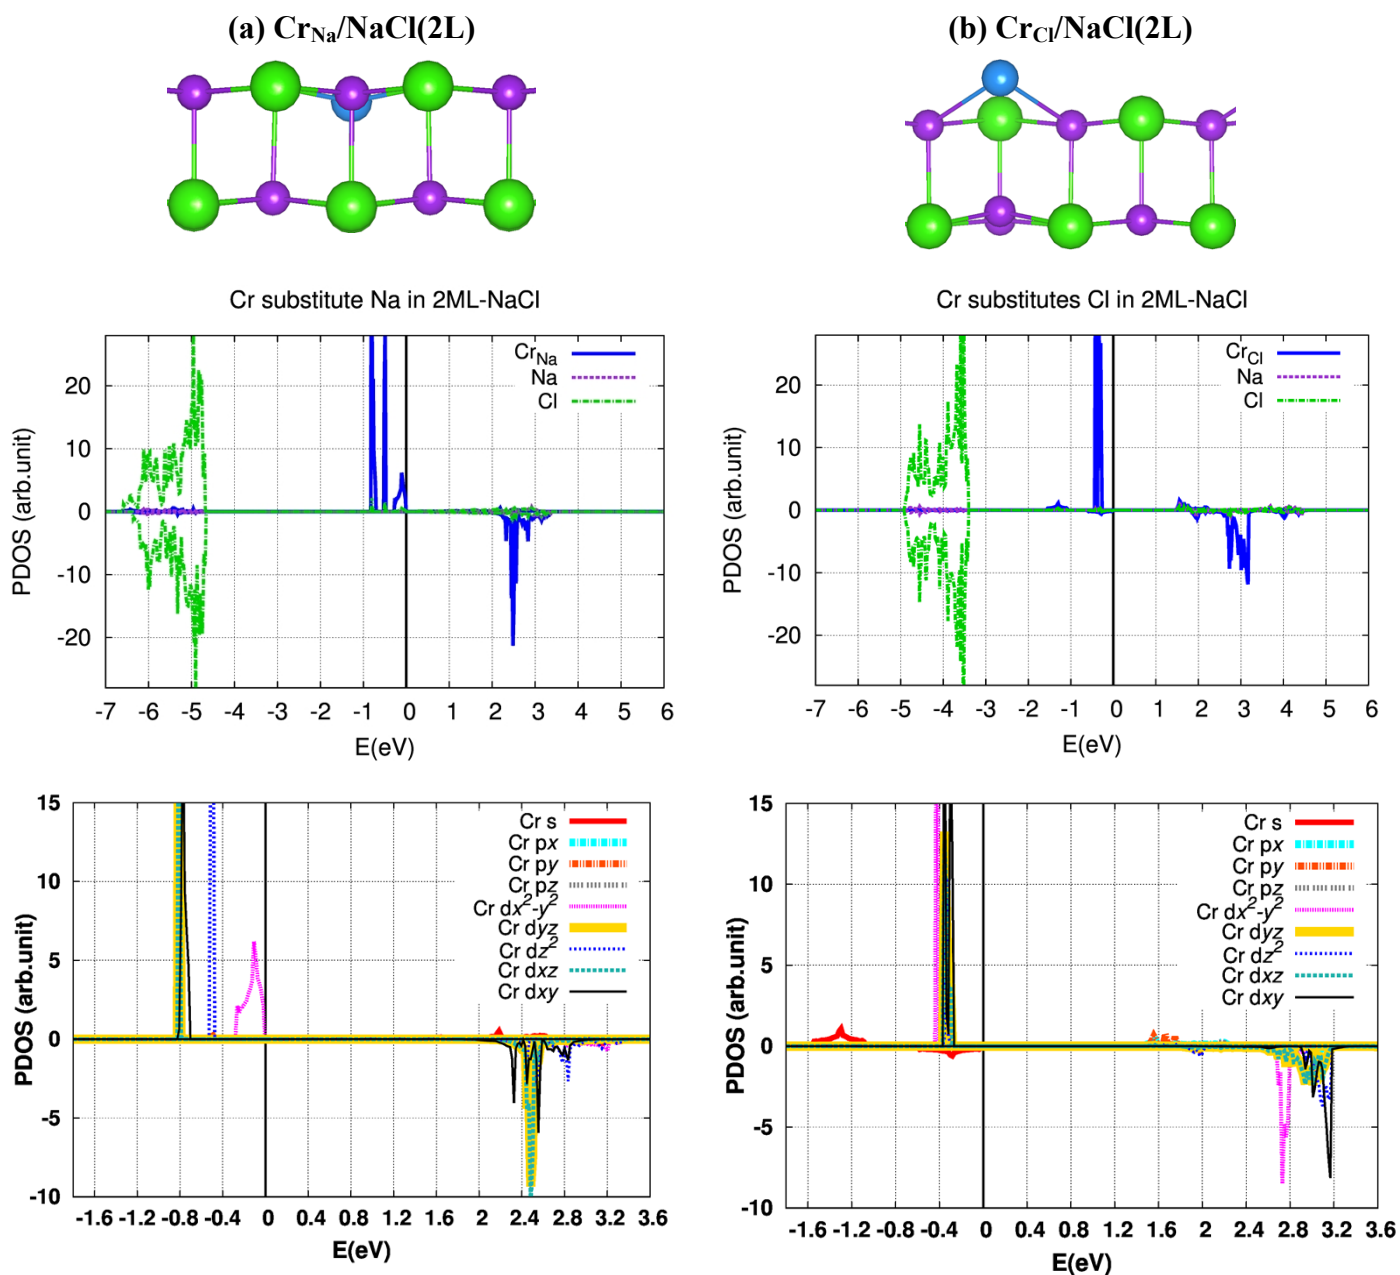 (a) CrNa/NaCl(2L)
(b) CrCl/NaCl(2L)
Cr substitute Na in 2ML-NaCl
CrNa
Na
Cl
20
10
0
-10
-20
PDOS (arb.unit)
-7 -6 -5 -4 -3 -2 -1 0 1 2 3 4 5 6
E(eV)
Cr substitutes Cl in 2ML-NaCl
CrCl
Na
Cl
20
10
0
-10
-20
PDOS (arb.unit)
-7 -6 -5 -4 -3 -2 -1 0 1 2 3 4 5 6
E(eV)
15
10
5
0
-5
-10
PDOS (arb.unit)
Cr s
Cr px
Cr py
Cr pz
Cr dx²-y²
Cr dyz
Cr dz²
Cr dxz
Cr dxy
-1.6 -1.2 -0.8 -0.4 0 0.4 0.8 1.2 1.6 2 2.4 2.8 3.2 3.6
E(eV)
15
10
5
0
-5
-10
PDOS (arb.unit)
Cr s
Cr px
Cr py
Cr pz
Cr dx²-y²
Cr dyz
Cr dz²
Cr dxz
Cr dxy
-1.6 -1.2 -0.8 -0.4 0 0.4 0.8 1.2 1.6 2 2.4 2.8 3.2 3.6
E(eV)